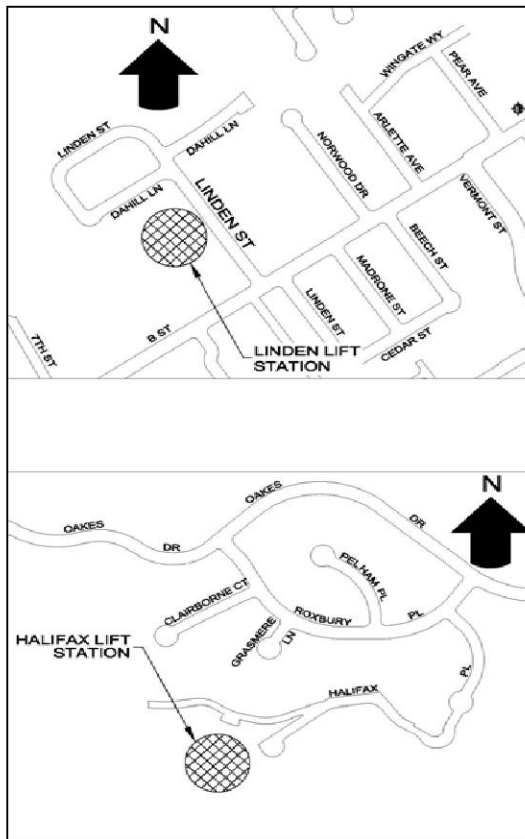 N
WINGATE WY
PEAR AVE
LINDEN ST
DAHILL LN
NORWOOD DR
ARLETTE AVE
DAHILL LN
LINDEN ST
VERMONT ST
BEECH ST
MADRONE ST
LINDEN ST
B ST
7TH ST
CEDAR ST
LINDEN LIFT
STATION
N
OAKES
OAKES
DR
DR
PELHAM PL
CLAIRBORNE CT
ROXBURY
PL
GRASMERE
LN
HALIFAX LIFT
STATION
HALIFAX
PL